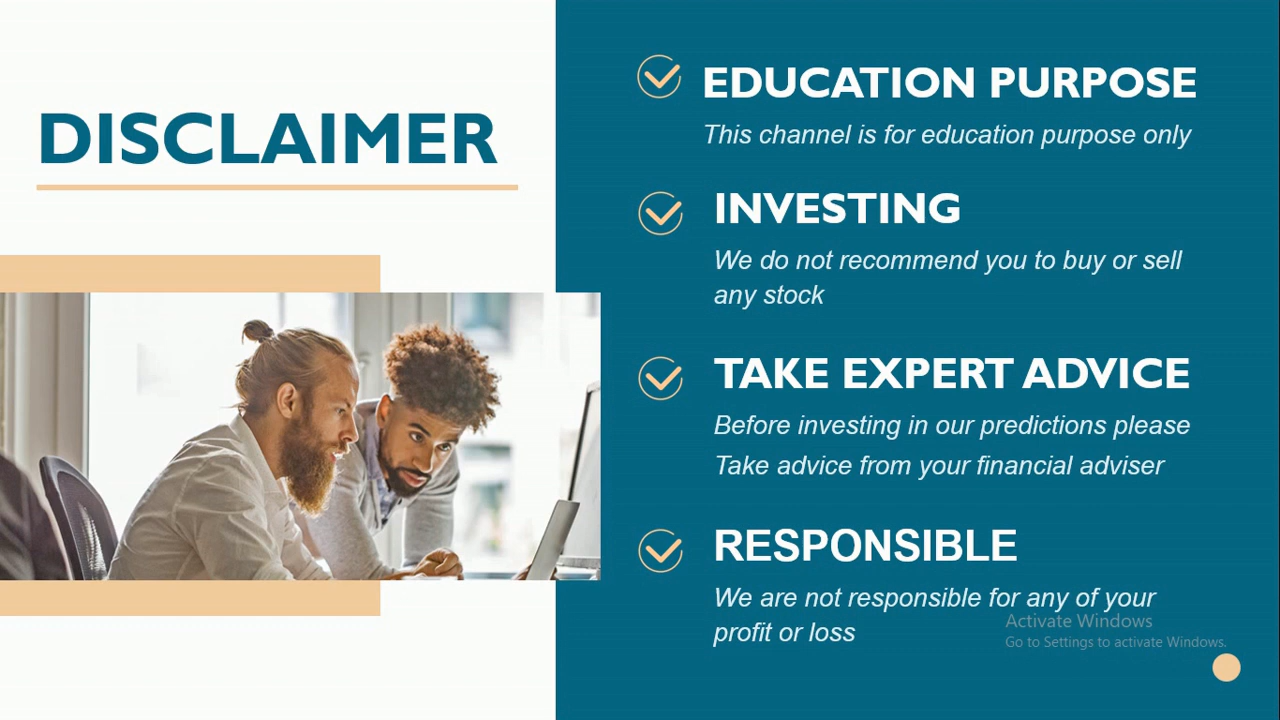 DISCLAIMER
EDUCATION PURPOSE
This channel is for education purpose only
INVESTING
We do not recommend you to buy or sell
any stock
TAKE EXPERT ADVICE
Before investing in our predictions please
Take advice from your financial adviser
RESPONSIBLE
We are not responsible for any of your
profit or loss
Activate Windows
Go to Settings to activate Windows.